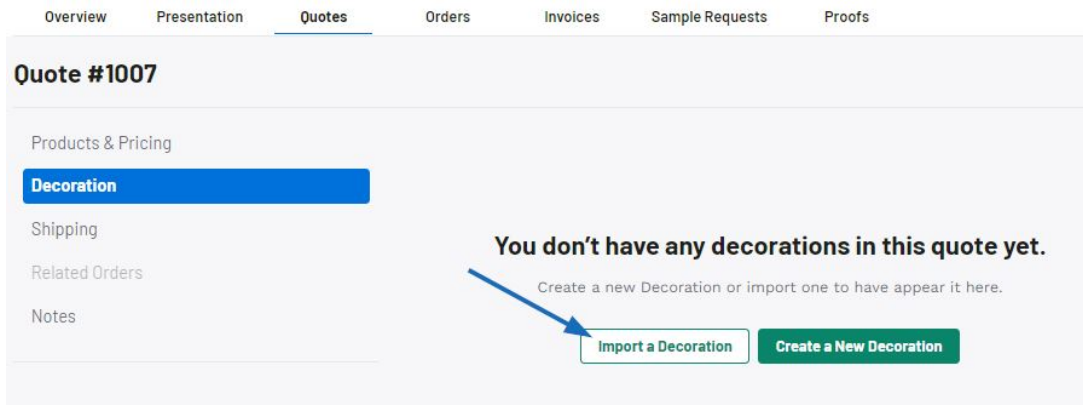 Overview Presentation Quotes Orders Invoices Sample Requests Proofs
Quote #1007
Products & Pricing
Decoration
Shipping
Related Orders
Notes
You don’t have any decorations in this quote yet.
Create a new Decoration or import one to have appear it here.
Import a Decoration Create a New Decoration